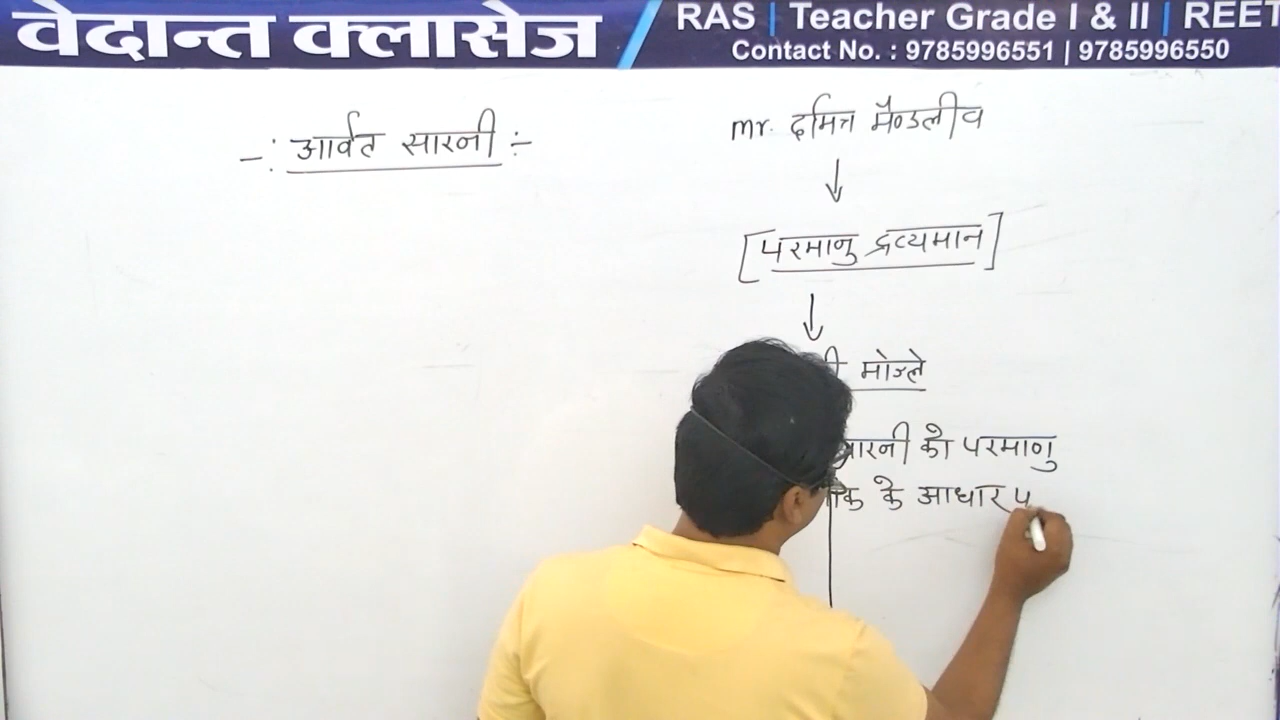 वेदान्त क्लासेज
RAS | Teacher Grade I & II | REET
Contact No. : 9785996551 | 9785996550
-: आर्वत सारनी :-
mr. दमित्र मैण्डलीव
↓
[परमानु द्रव्यमान]
↓
मोज्ले
सारनी को परमाणु
के आधार प